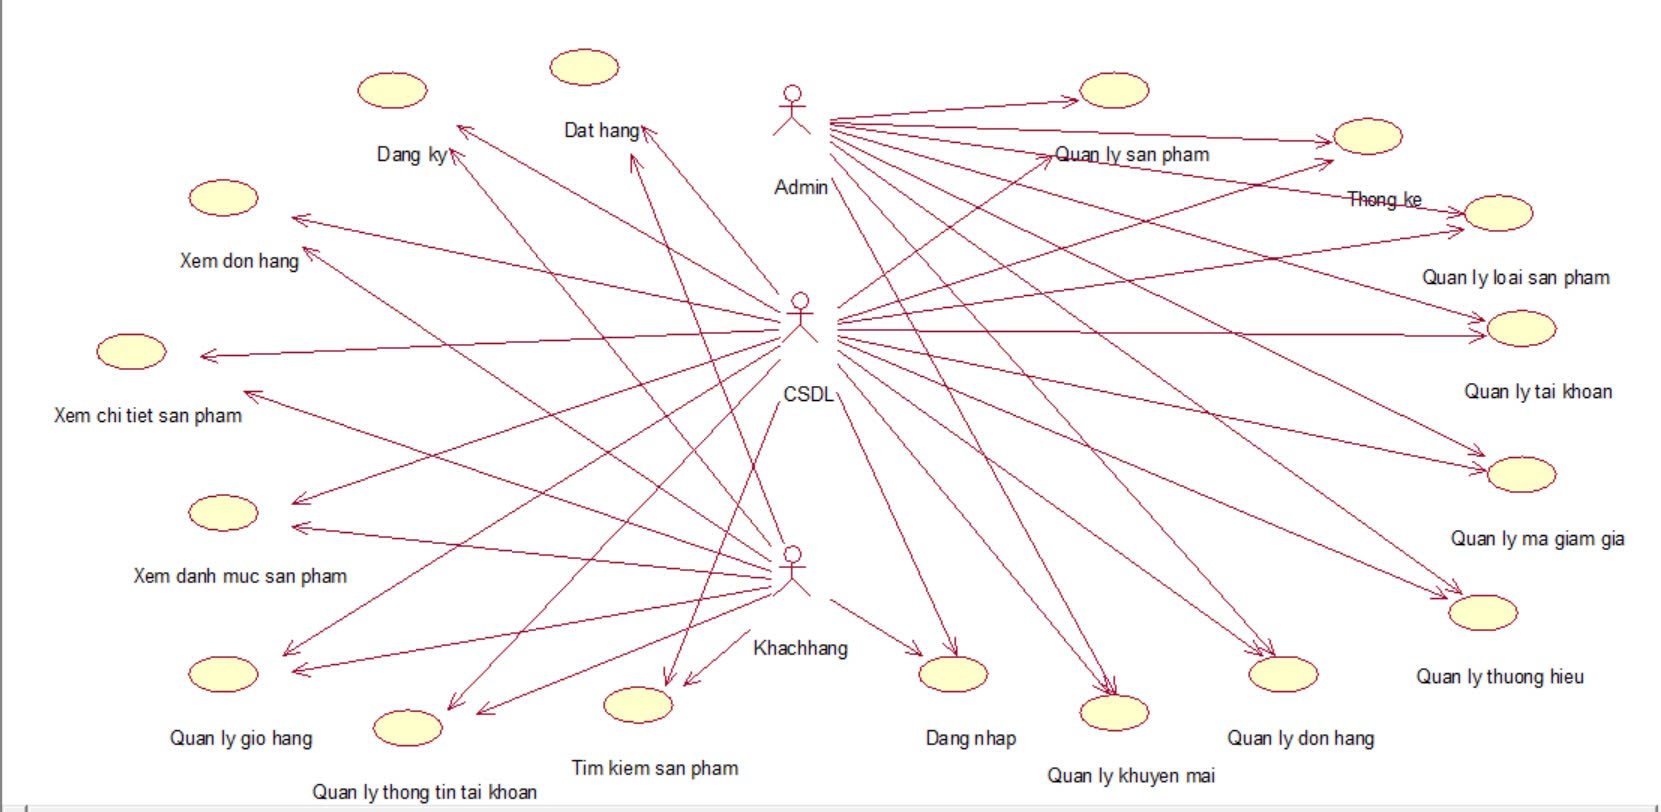 Dat hang
Dang ky
Quan ly san pham
Admin
Thong ke
Xem don hang
Quan ly loai san pham
CSDL
Quan ly tai khoan
Xem chi tiet san pham
Quan ly ma giam gia
Xem danh muc san pham
Khachhang
Quan ly thuong hieu
Quan ly gio hang
Dang nhap
Quan ly don hang
Tim kiem san pham
Quan ly khuyen mai
Quan ly thong tin tai khoan